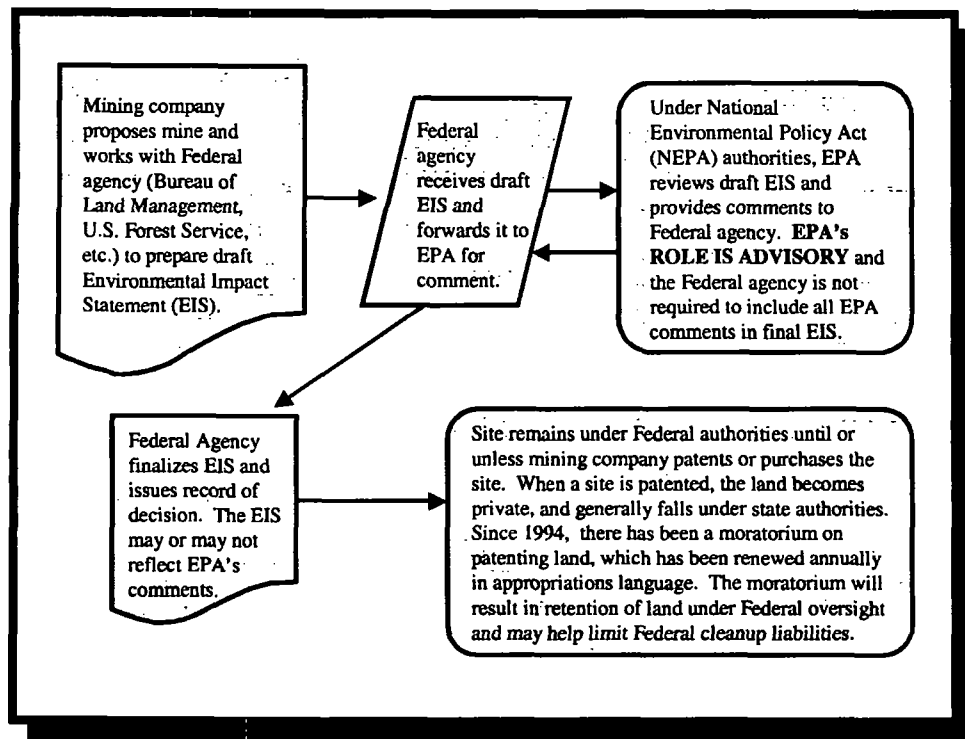 Mining company
proposes mine and
works with Federal
agency (Bureau of
Land Management,
U.S. Forest Service,
etc.) to prepare draft
Environmental Impact
Statement (EIS).
Federal
agency
receives draft
EIS and
forwards it to
EPA for
comment.
Under National
Environmental Policy Act
(NEPA) authorities, EPA
reviews draft EIS and
provides comments to
Federal agency. EPA's
ROLE IS ADVISORY and
the Federal agency is not
required to include all EPA
comments in final EIS.
Federal Agency
finalizes EIS and
issues record of
decision. The EIS
may or may not
reflect EPA's
comments.
Site remains under Federal authorities until or
unless mining company patents or purchases the
site. When a site is patented, the land becomes
private, and generally falls under state authorities.
Since 1994, there has been a moratorium on
patenting land, which has been renewed annually
in appropriations language. The moratorium will
result in retention of land under Federal oversight
and may help limit Federal cleanup liabilities.